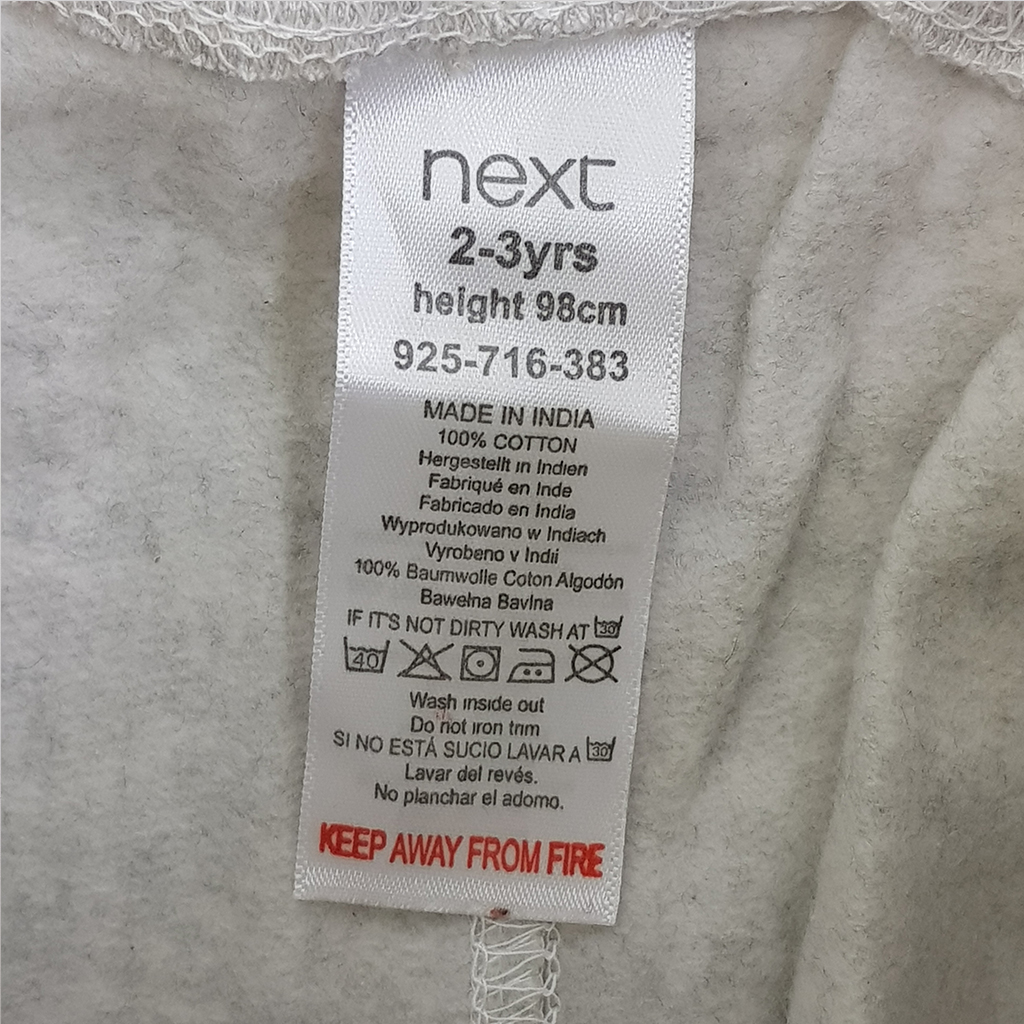 next
2-3yrs
height 98cm
925-716-383
MADE IN INDIA
100% COTTON
Hergestellt in Indien
Fabriqué en Inde
Fabricado en India
Wyprodukowano w Indiach
Vyrobeno v Indii
100% Baumwolle Coton Algodón
Bawełna Bavlna
IF IT'S NOT DIRTY WASH AT 30
40
Wash inside out
Do not iron trim
SI NO ESTÁ SUCIO LAVAR A 30
Lavar del revés.
No planchar el adorno.
KEEP AWAY FROM FIRE